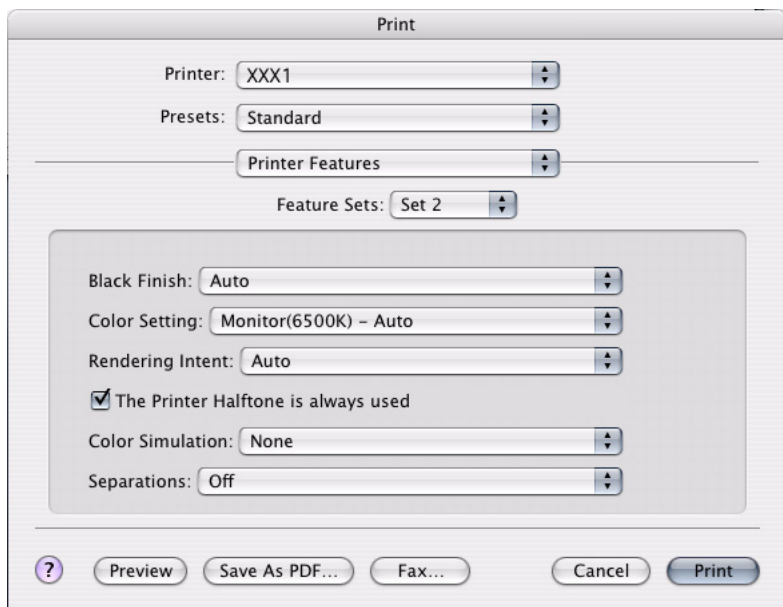 Print
Printer: XXX1
Presets: Standard
Printer Features
Feature Sets: Set 2
Black Finish: Auto
Color Setting: Monitor(6500K) – Auto
Rendering Intent: Auto
The Printer Halftone is always used
Color Simulation: None
Separations: Off
? Preview Save As PDF... Fax... Cancel Print